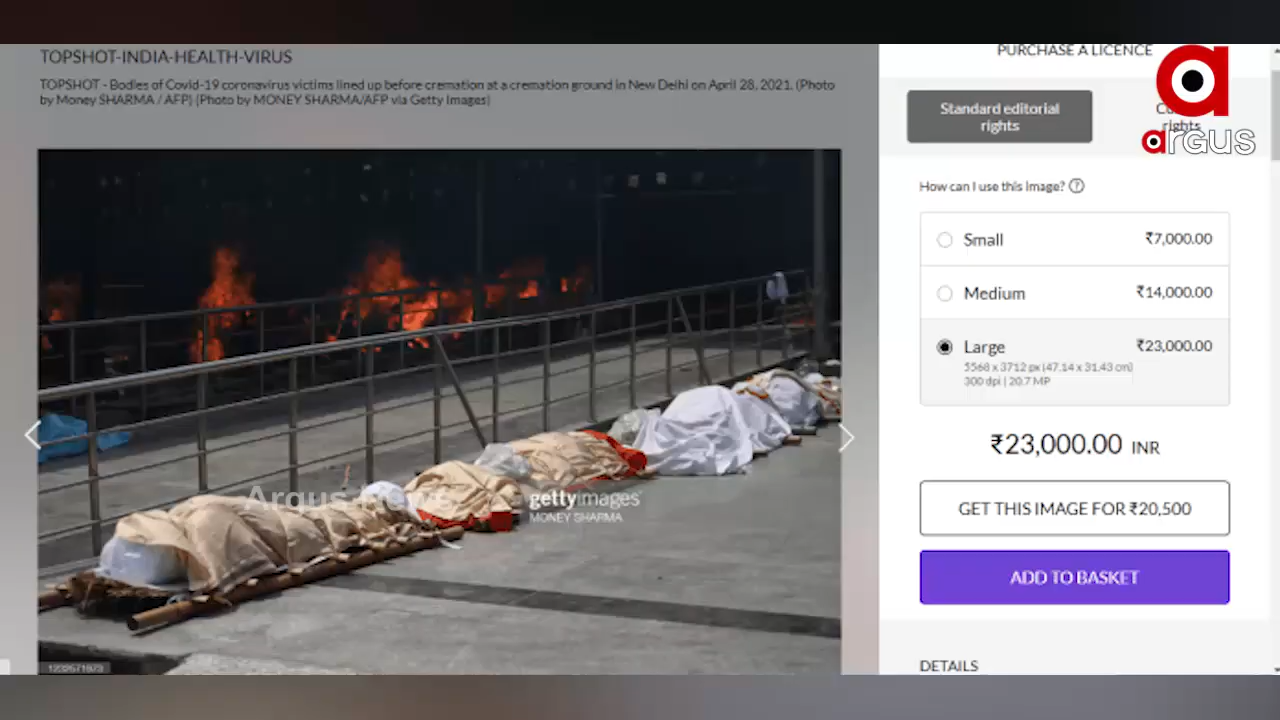 TOPSHOT-INDIA-HEALTH-VIRUS
TOPSHOT - Bodies of Covid-19 coronavirus victims lined up before cremation at a cremation ground in New Delhi on April 28, 2021. (Photo
by Money SHARMA / AFP) (Photo by MONEY SHARMA/AFP via Getty Images)
Argus News
gettyimages
MONEY SHARMA
1232571973
PURCHASE A LICENCE
argus
Standard editorial
rights
rights
How can I use this image? ?
Small ₹7,000.00
Medium ₹14,000.00
Large ₹23,000.00
5568 x 3712 px (47.14 x 31.43 cm)
300 dpi | 20.7 MP
₹23,000.00 INR
GET THIS IMAGE FOR ₹20,500
ADD TO BASKET
DETAILS